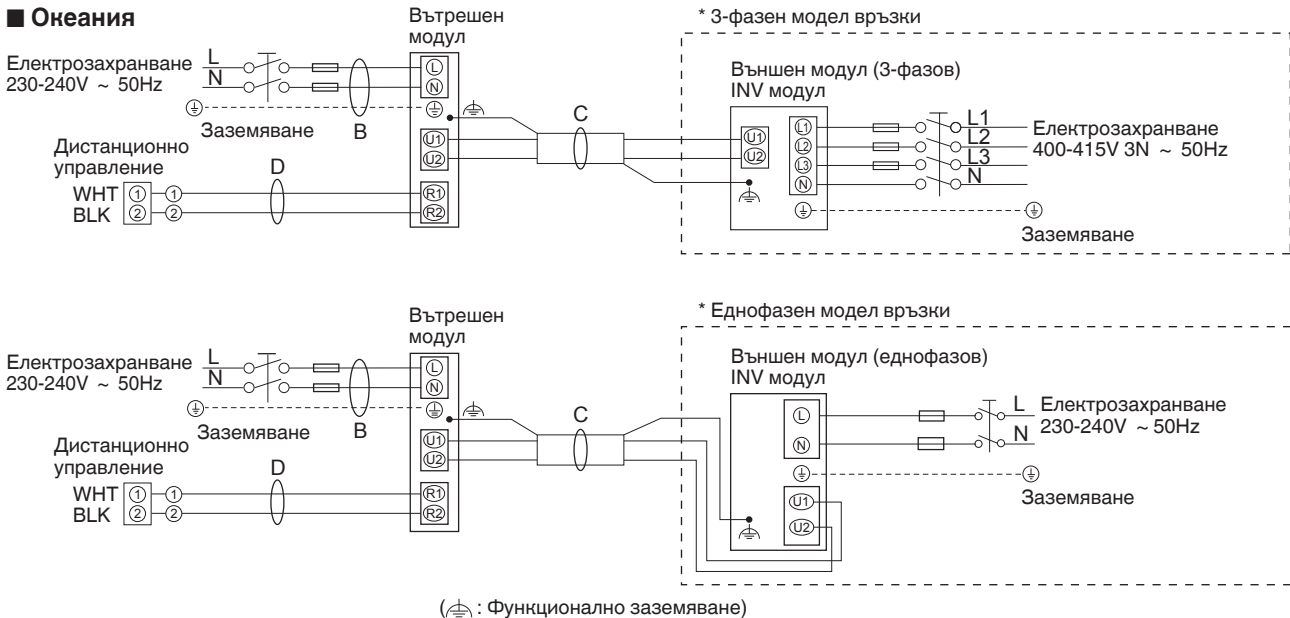 ■ Океания
Вътрешен
модул
* 3-фазен модел връзки
Електрозахранване
230-240V ~ 50Hz
L
N
Заземяване
B
L
N
U1
U2
R1
R2
C
Дистанционно
управление
WHT 1 1
BLK 2 2
D
Външен модул (3-фазов)
INV модул
U1
U2
L1
L2
L3
N
L1
L2
L3
N
Електрозахранване
400-415V 3N ~ 50Hz
Заземяване
Вътрешен
модул
* Еднофазен модел връзки
Електрозахранване
230-240V ~ 50Hz
L
N
Заземяване
B
L
N
U1
U2
R1
R2
C
Дистанционно
управление
WHT 1 1
BLK 2 2
D
Външен модул (еднофазов)
INV модул
L
N
U1
U2
L
N
Електрозахранване
230-240V ~ 50Hz
Заземяване
( : Функционално заземяване)